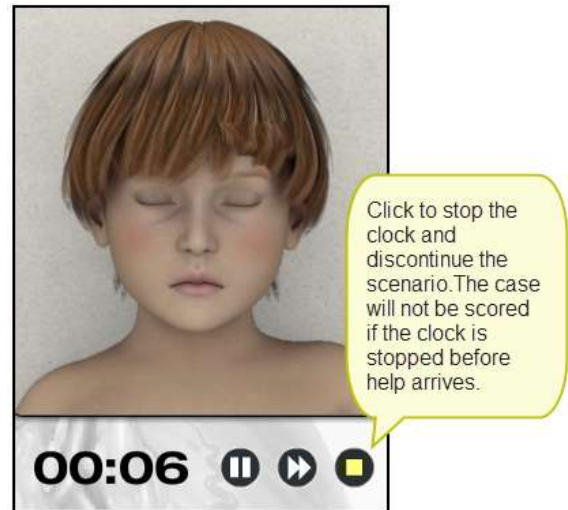 Click to stop the
clock and
discontinue the
scenario.The case
will not be scored
if the clock is
stopped before
help arrives.
00:06